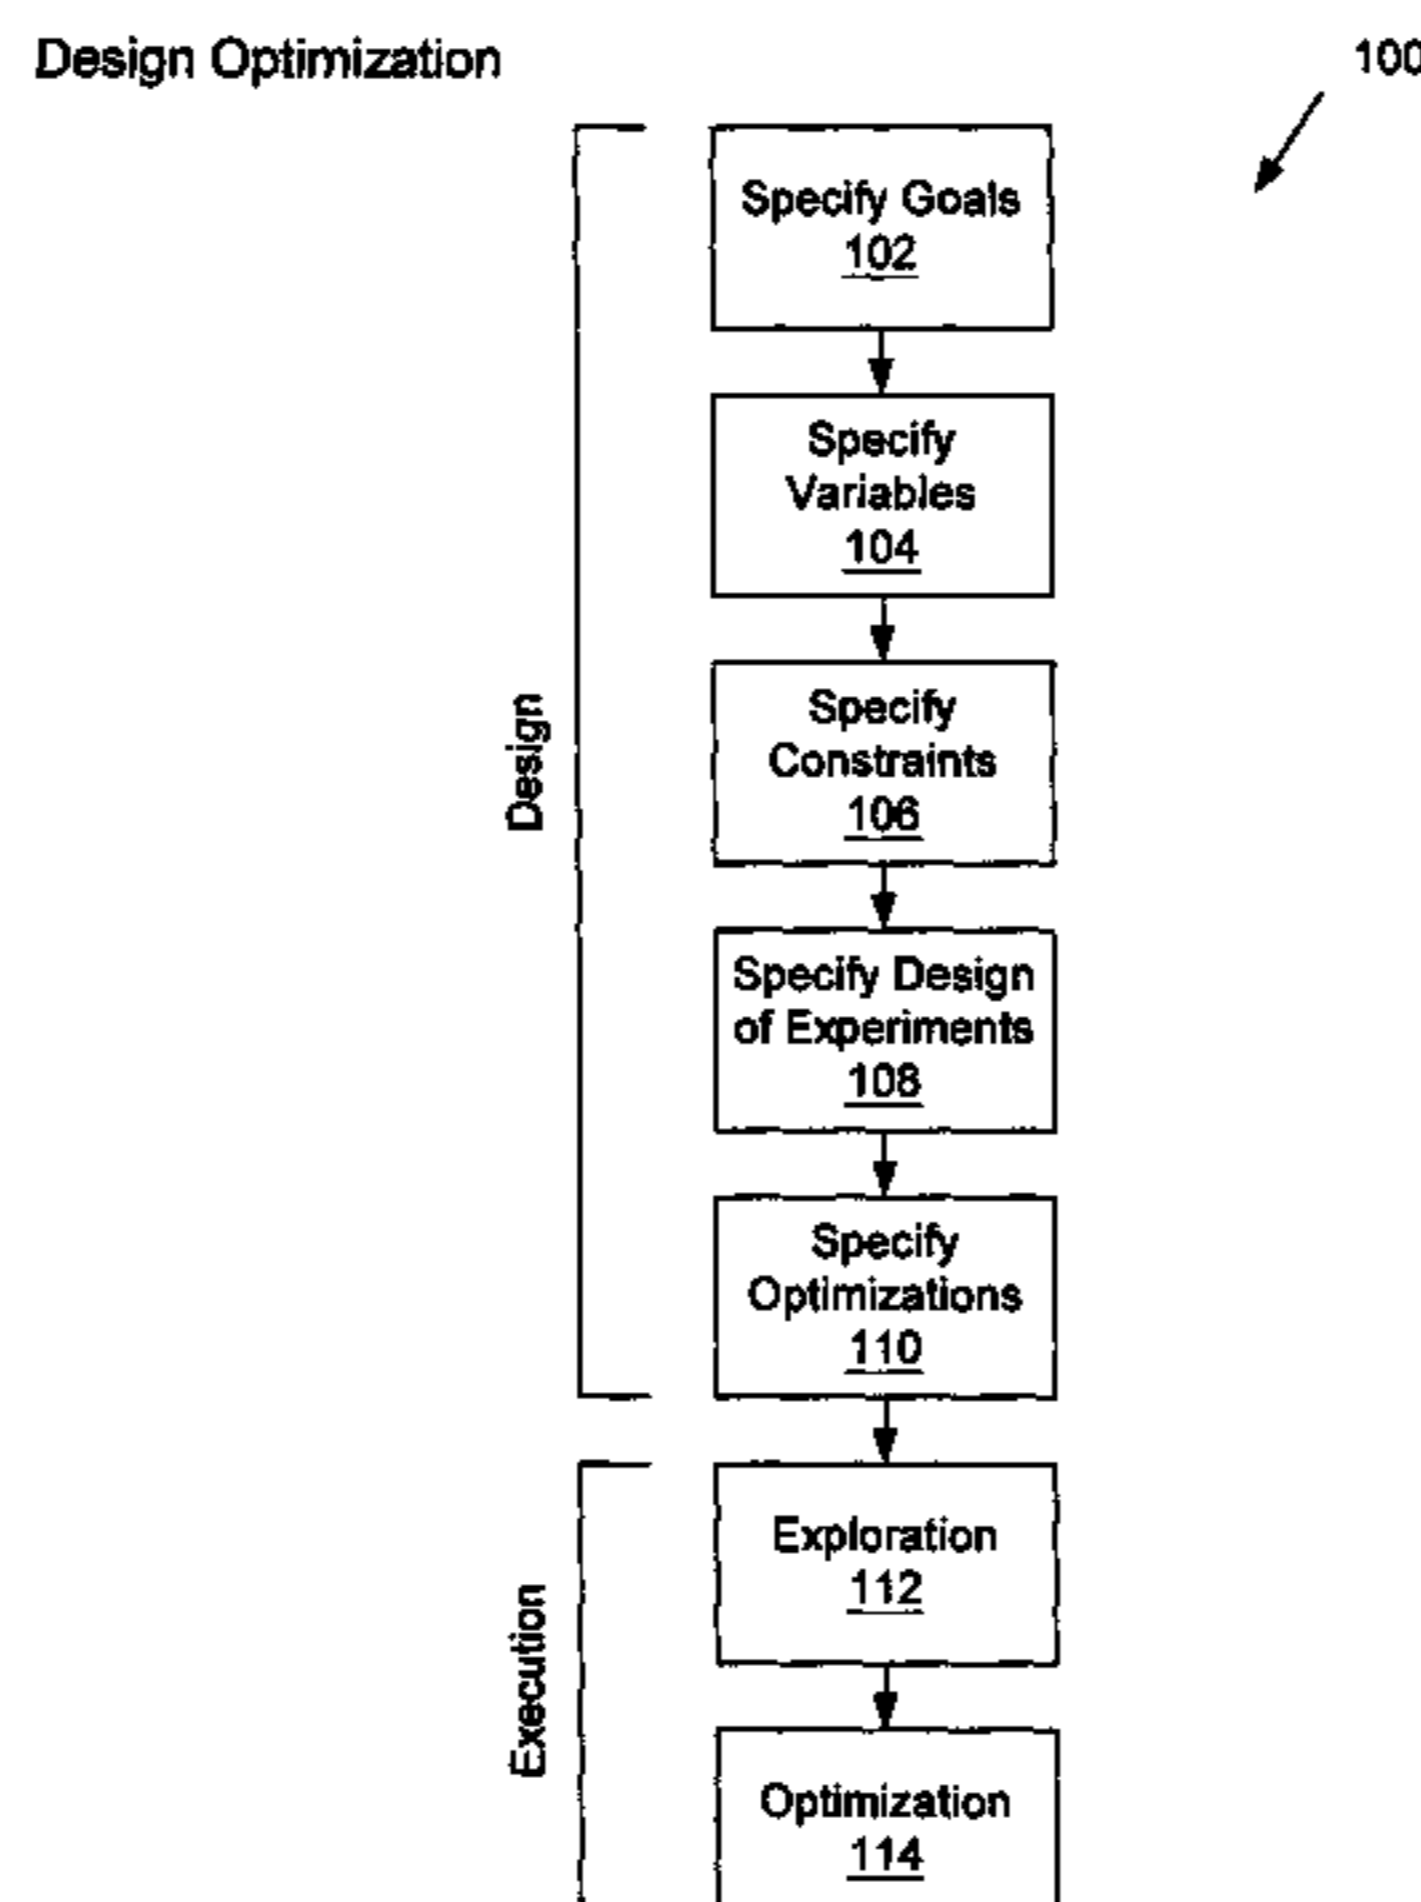 Design Optimization
100
Specify Goals
102
Specify
Variables
104
Specify
Constraints
106
Design
Specify Design
of Experiments
108
Specify
Optimizations
110
Exploration
112
Execution
Optimization
114